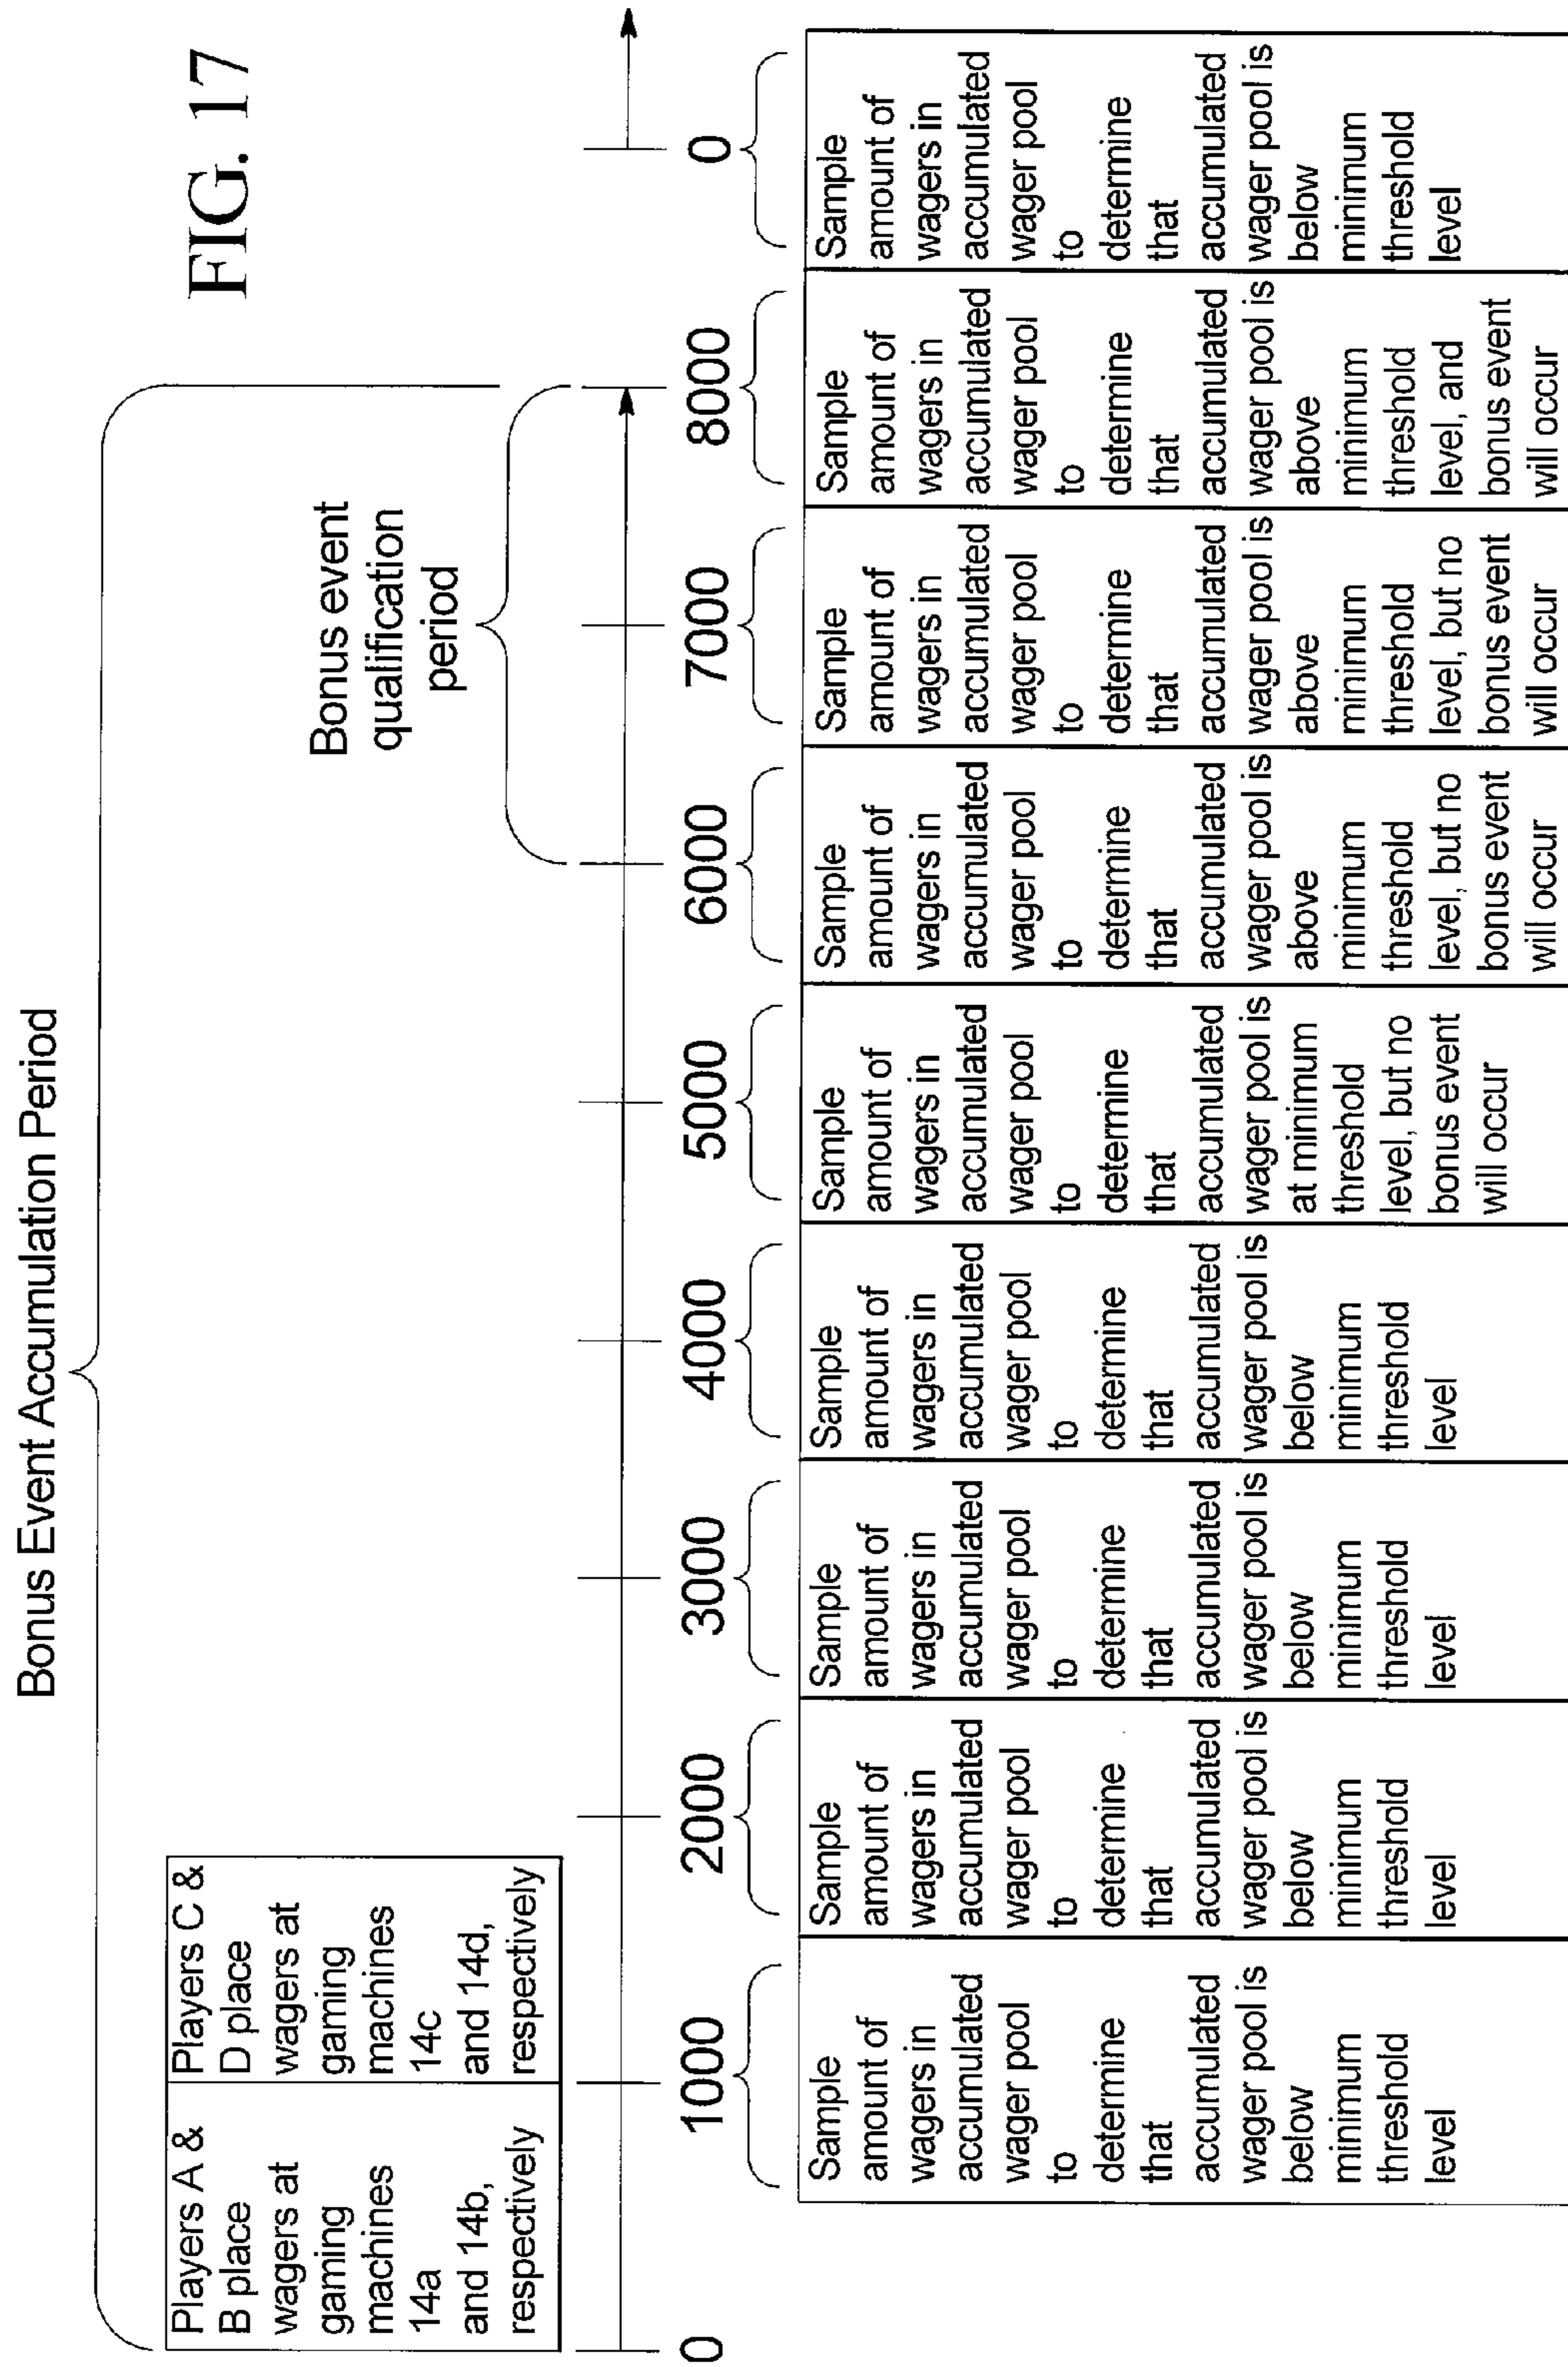 Bonus Event Accumulation Period
FIG. 17
Players A &
B place
wagers at
gaming
machines
14a
and 14b,
respectively
Players C &
D place
wagers at
gaming
machines
14c
and 14d,
respectively
Bonus event
qualification
period
0
1000
2000
3000
4000
5000
6000
7000
8000
0
Sample
amount of
wagers in
accumulated
wager pool
to
determine
that
accumulated
wager pool is
below
minimum
threshold
level
Sample
amount of
wagers in
accumulated
wager pool
to
determine
that
accumulated
wager pool is
below
minimum
threshold
level
Sample
amount of
wagers in
accumulated
wager pool
to
determine
that
accumulated
wager pool is
below
minimum
threshold
level
Sample
amount of
wagers in
accumulated
wager pool
to
determine
that
accumulated
wager pool is
below
minimum
threshold
level
Sample
amount of
wagers in
accumulated
wager pool
to
determine
that
accumulated
wager pool is
at minimum
threshold
level, but no
bonus event
will occur
Sample
amount of
wagers in
accumulated
wager pool
to
determine
that
accumulated
wager pool is
above
minimum
threshold
level, but no
bonus event
will occur
Sample
amount of
wagers in
accumulated
wager pool
to
determine
that
accumulated
wager pool is
above
minimum
threshold
level, but no
bonus event
will occur
Sample
amount of
wagers in
accumulated
wager pool
to
determine
that
accumulated
wager pool is
above
minimum
threshold
level, and
bonus event
will occur
Sample
amount of
wagers in
accumulated
wager pool
to
determine
that
accumulated
wager pool is
below
minimum
threshold
level